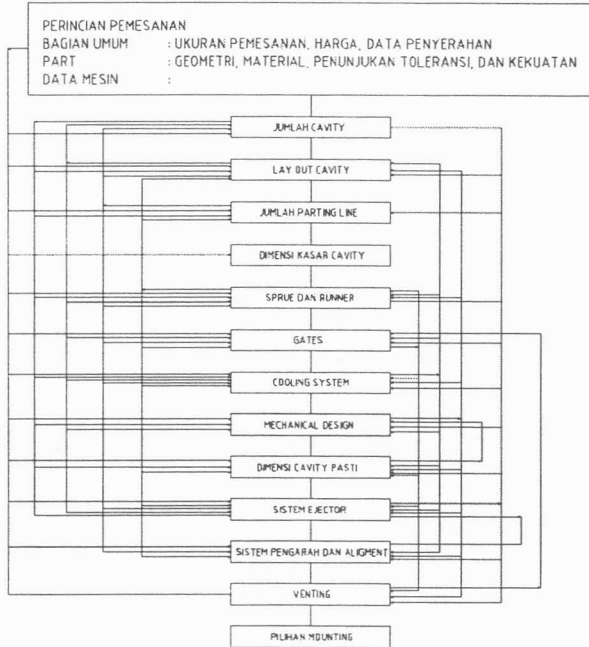 PERINCIAN PEMESANAN
BAGIAN UMUM : UKURAN PEMESANAN, HARGA, DATA PENYERAHAN
PART : GEOMETRI, MATERIAL, PENUNJUKAN TOLERANSI, DAN KEKUATAN
DATA MESIN :
JUMLAH CAVITY
LAY OUT CAVITY
JUMLAH PARTING LINE
DIMENSI KASAR CAVITY
SPRUE DAN RUNNER
GATES
COOLING SYSTEM
MECHANICAL DESIGN
DIMENSI CAVITY PASTI
SISTEM EJECTOR
SISTEM PENGARAH DAN ALIGMENT
VENTING
PILIHAN MOUNTING